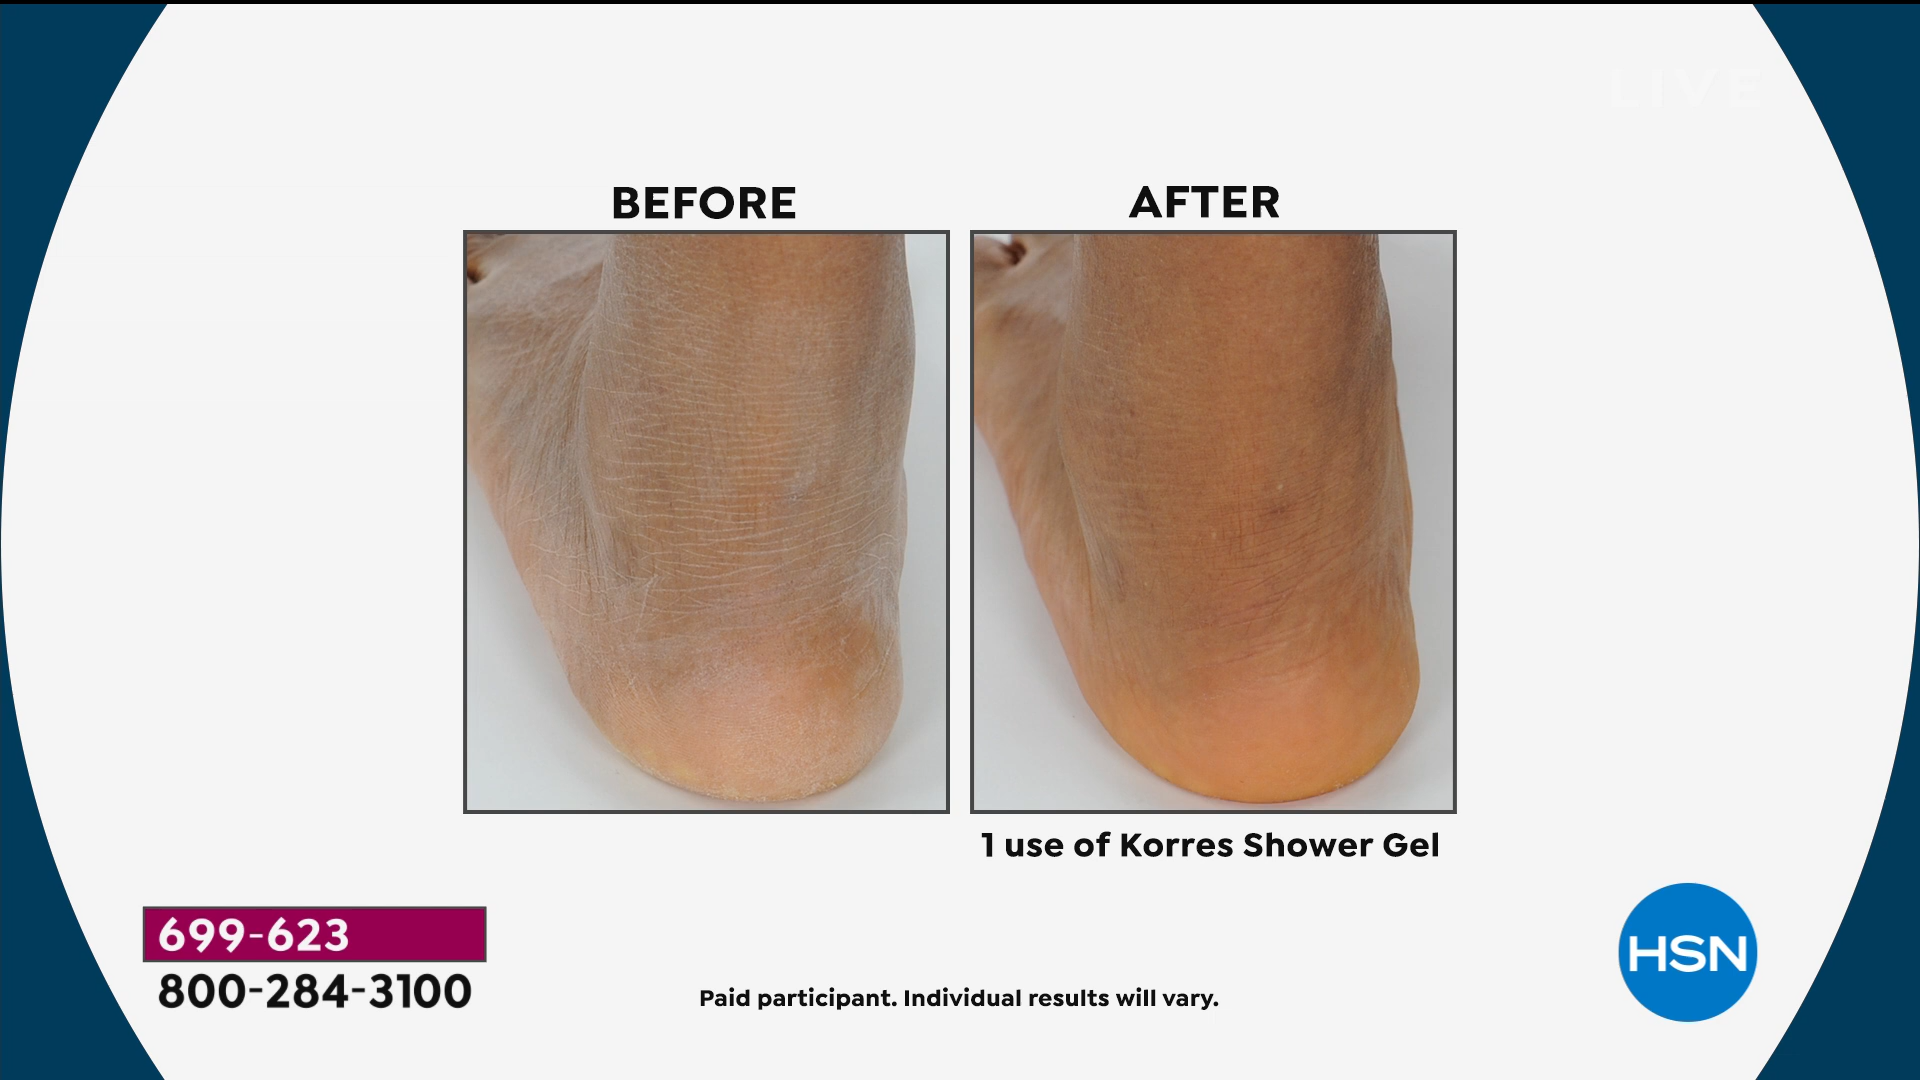 LIVE
BEFORE
AFTER
1 use of Korres Shower Gel
699-623
800-284-3100
Paid participant. Individual results will vary.
HSN